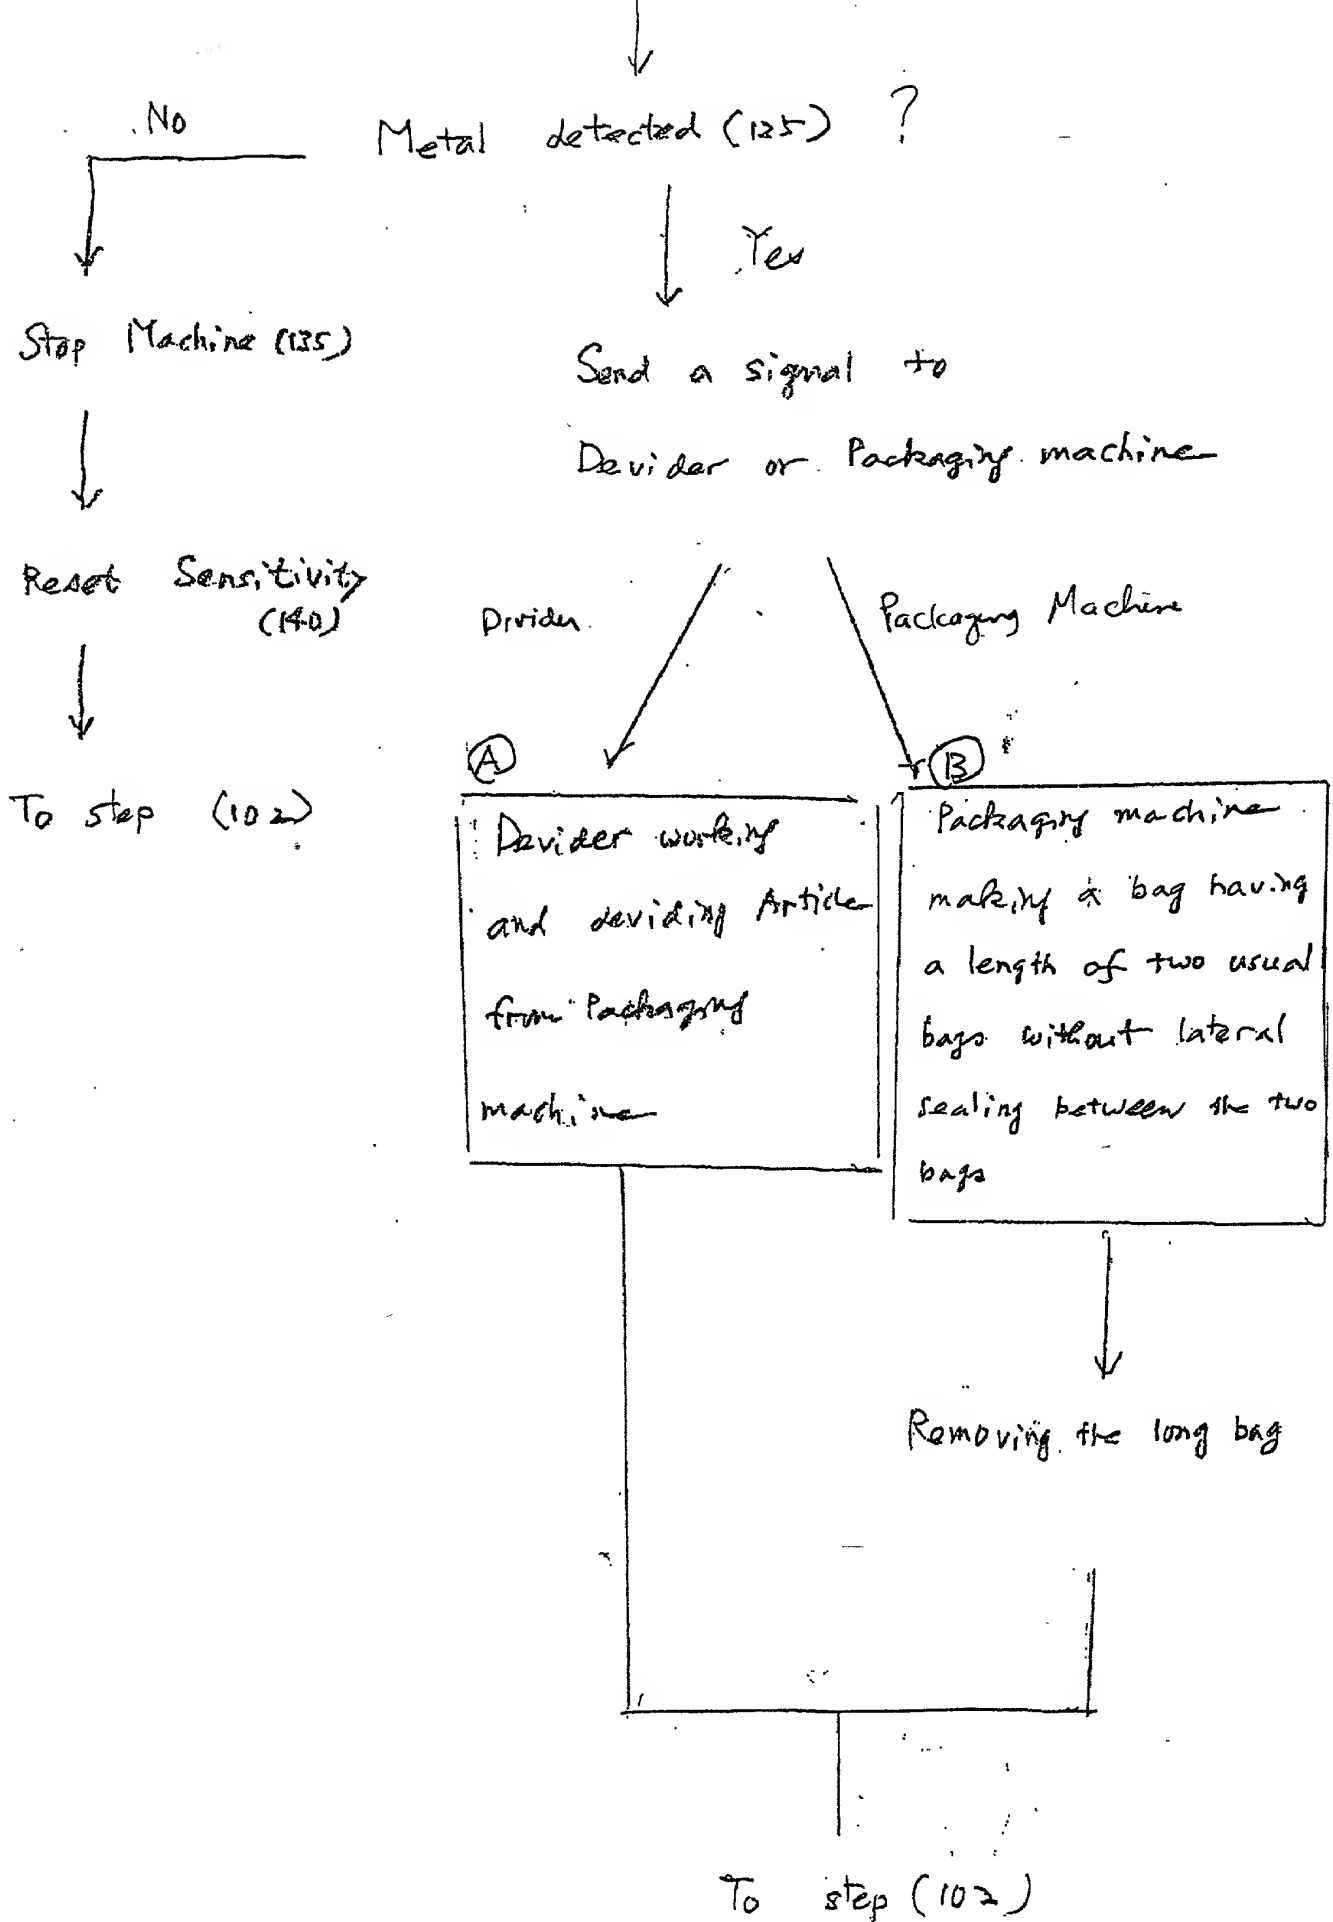 No
Metal detected (125) ?
Yes
Stop Machine (135)
Send a signal to
Devider or Packaging machine
Reset Sensitivity
(140)
Divider
Packaging Machine
To step (102)
A
Devider working
and deviding Article
from Packaging
machine
B
Packaging machine
making a bag having
a length of two usual
bags without lateral
sealing between the two
bags
Removing the long bag
To step (102)